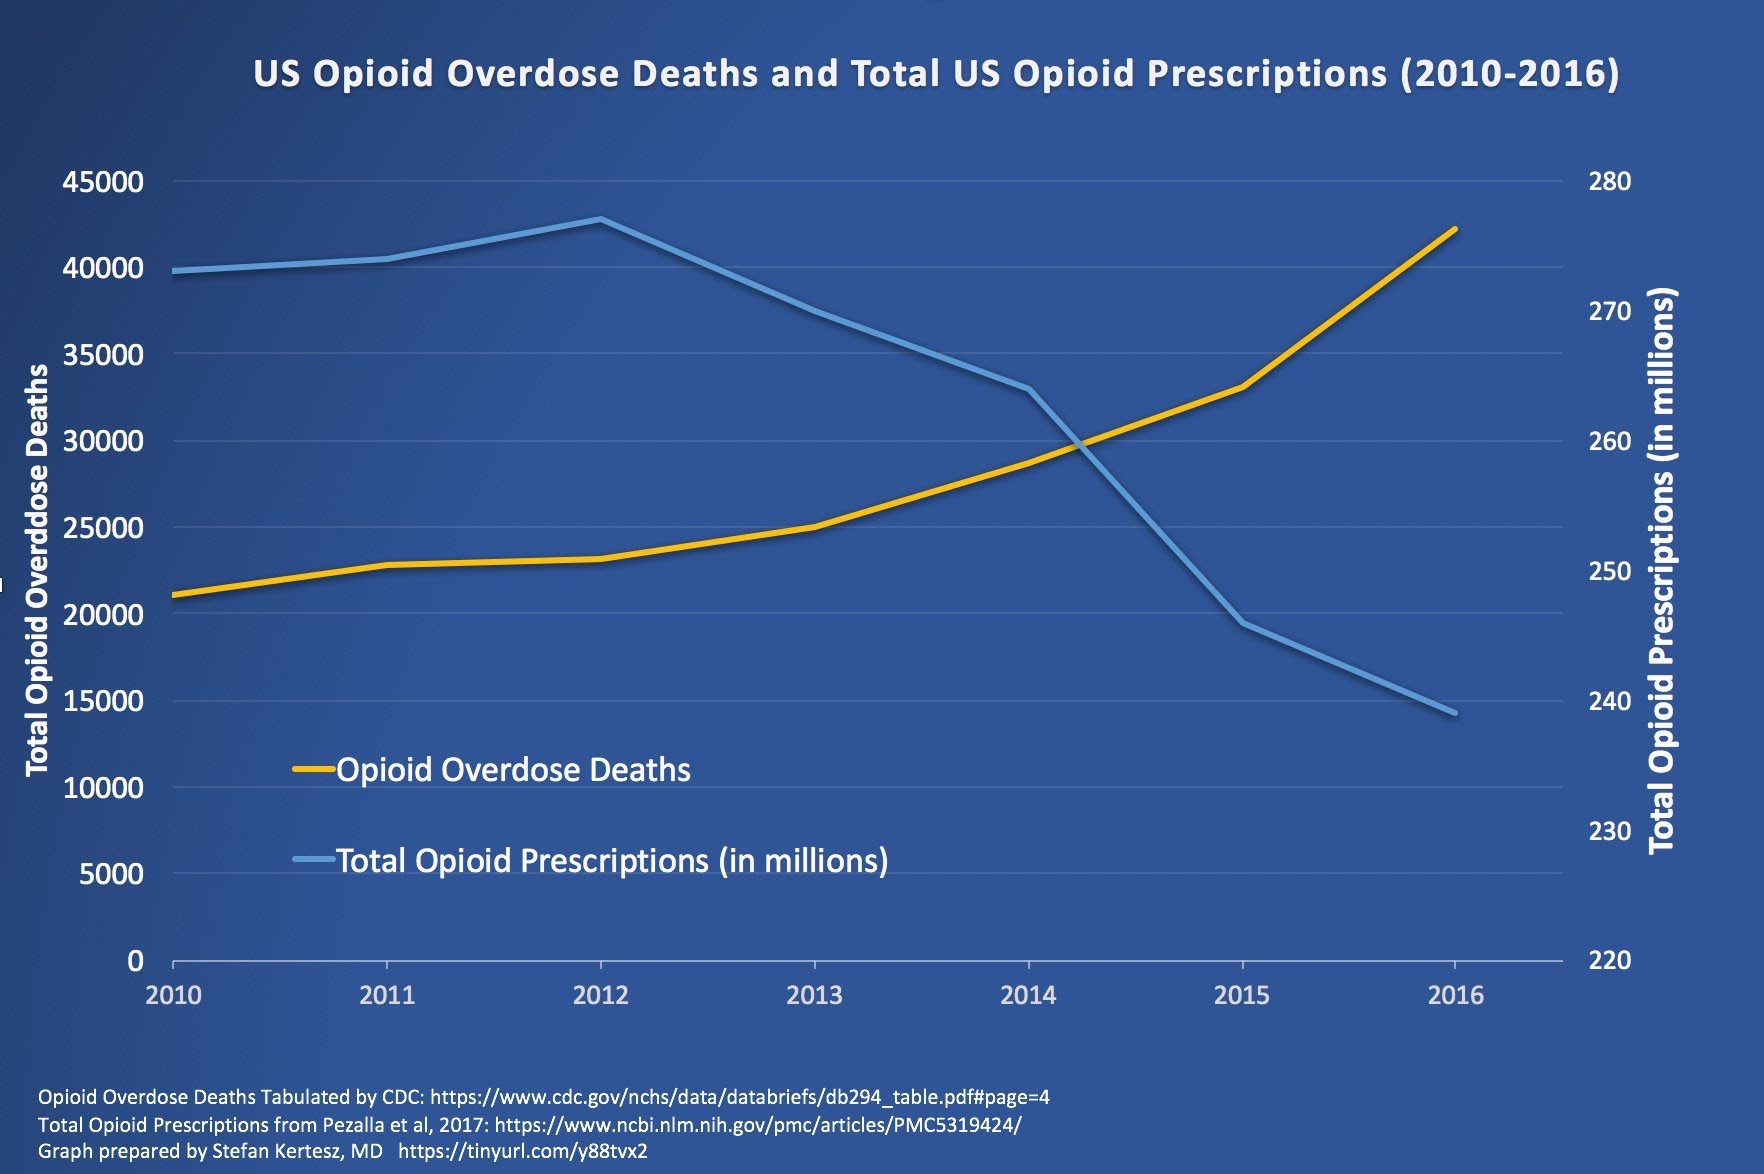 US Opioid Overdose Deaths and Total US Opioid Prescriptions (2010-2016)
Total Opioid Overddose Deaths
45000
40000
35000
30000
25000
20000
15000
10000
5000
0
280
270
260
250
240
230
220
Total Opioid Prescriptions (in millions)
Opioid Overdose Deaths
Total Opioid Prescriptions (in millions)
2010 2011 2012 2013 2014 2015 2016
Opioid Overdose Deaths Tabulated by CDC: https://www.cdc.gov/nchs/data/databriefs/db294_table.pdf#page=4
Total Opioid Prescriptions from Pezalla et al, 2017: https://www.ncbi.nlm.nih.gov/pmc/articles/PMC5319424/
Graph prepared by Stefan Kertesz, MD https://tinyurl.com/y88tvx2